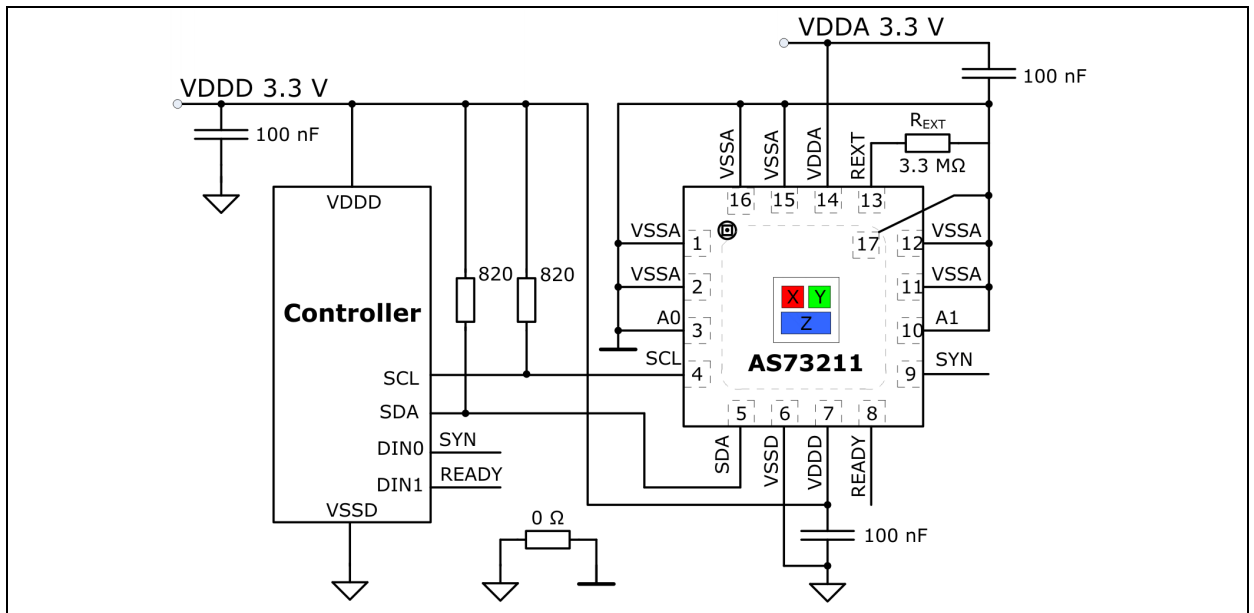 VDDA 3.3 V
100 nF
VDDD 3.3 V
100 nF
REXT
3.3 MΩ
VSSA
VSSA
VDDA
REXT
VDDD
16
15
14
13
17
VSSA
1
12
VSSA
VSSA
2
11
VSSA
A0
3
10
A1
SCL
4
9
SYN
X
Y
Z
AS73211
820
820
Controller
SCL
SDA
DIN0
SYN
DIN1
READY
VSSD
5
6
7
8
SDA
VSSD
VDDD
READY
0 Ω
100 nF